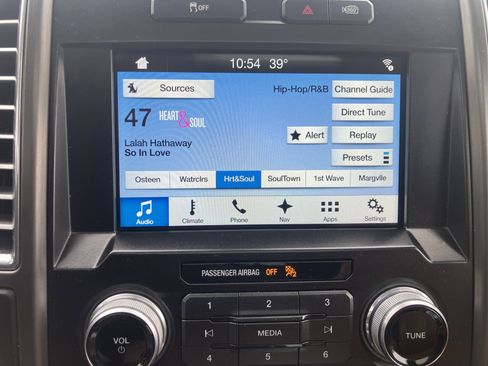 OFF
360
10:54 39°
Sources
Hip-Hop/R&B
Channel Guide
47 HEART & SOUL
Direct Tune
Lalah Hathaway
So In Love
Alert
Replay
Presets
Osteen Watrclrs Hrt&Soul SoulTown 1st Wave Margvlle
Audio Climate Phone Nav Apps Settings
PASSENGER AIRBAG OFF
1 2 3
VOL MEDIA TUNE
4 5 6